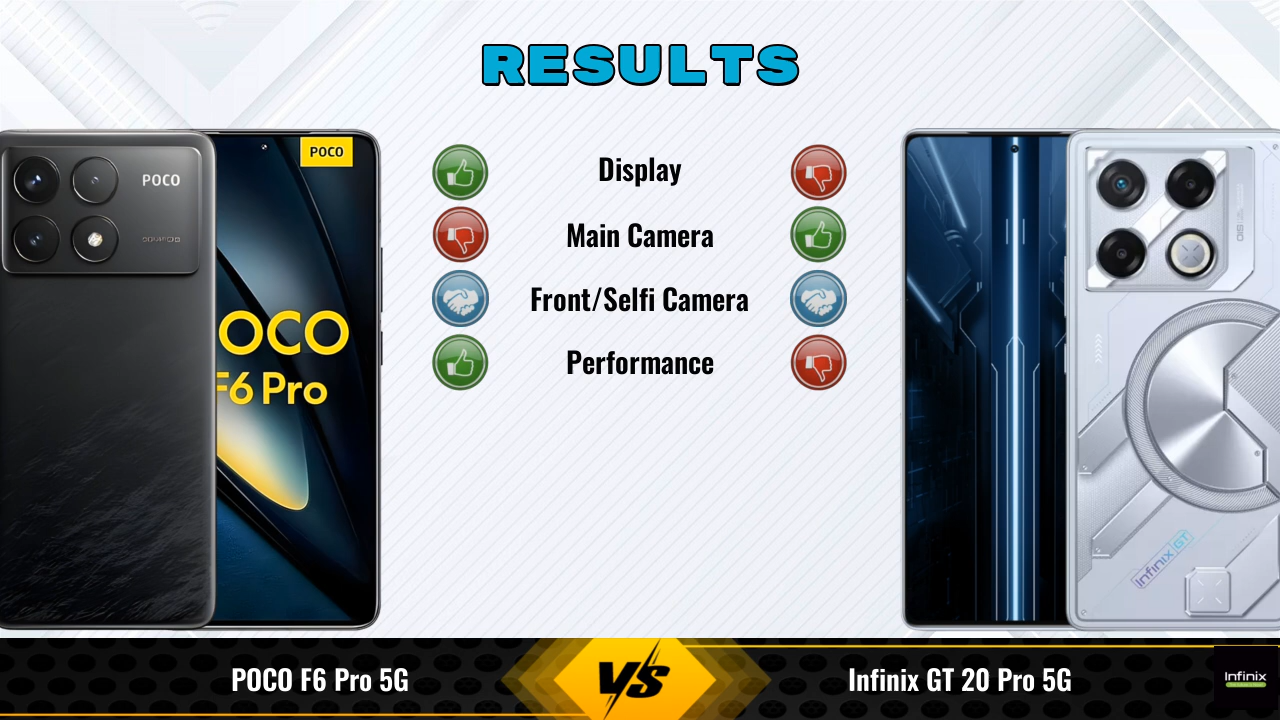 RESULTS
POCO
POCO
Display
Main Camera
Front/Selfi Camera
Performance
OCO
F6 Pro
Infinix GT
POCO F6 Pro 5G
VS
Infinix GT 20 Pro 5G
Infinix